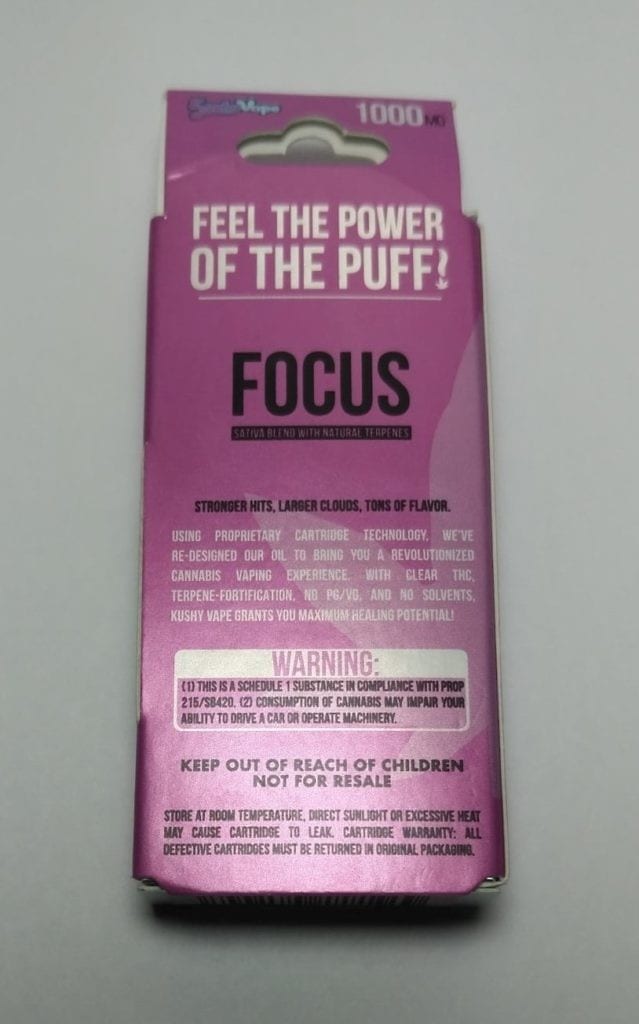 Vape
1000MG
FEEL THE POWER
OF THE PUFF!
FOCUS
SATIVA BLEND WITH NATURAL TERPENES
STRONGER HITS, LARGER CLOUDS, TONS OF FLAVOR.
USING PROPRIETARY CARTRIDGE TECHNOLOGY, WE'VE
RE-DESIGNED OUR OIL TO BRING YOU A REVOLUTIONIZED
CANNABIS VAPING EXPERIENCE. WITH CLEAR THC,
TERPENE-FORTIFICATION, NO PG/VG, AND NO SOLVENTS,
KUSHY VAPE GRANTS YOU MAXIMUM HEALING POTENTIAL!
WARNING:
(1) THIS IS A SCHEDULE 1 SUBSTANCE IN COMPLIANCE WITH PROP
215/SB420. (2) CONSUMPTION OF CANNABIS MAY IMPAIR YOUR
ABILITY TO DRIVE A CAR OR OPERATE MACHINERY.
KEEP OUT OF REACH OF CHILDREN
NOT FOR RESALE
STORE AT ROOM TEMPERATURE, DIRECT SUNLIGHT OR EXCESSIVE HEAT
MAY CAUSE CARTRIDGE TO LEAK. CARTRIDGE WARRANTY: ALL
DEFECTIVE CARTRIDGES MUST BE RETURNED IN ORIGINAL PACKAGING.